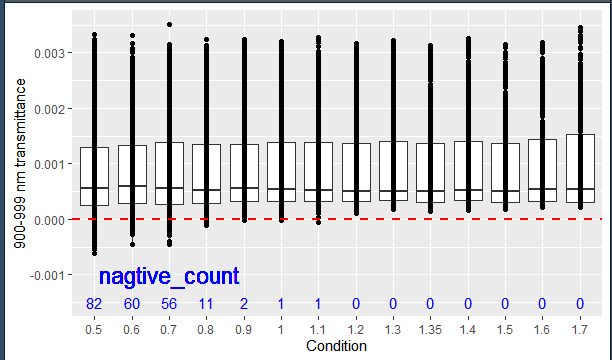 900-999 nm transmittance
0.003
0.002
0.001
0.000
-0.001
nagtive_count
82 60 56 11 2 1 1 0 0 0 0 0 0 0
0.5 0.6 0.7 0.8 0.9 1 1.1 1.2 1.3 1.35 1.4 1.5 1.6 1.7
Condition